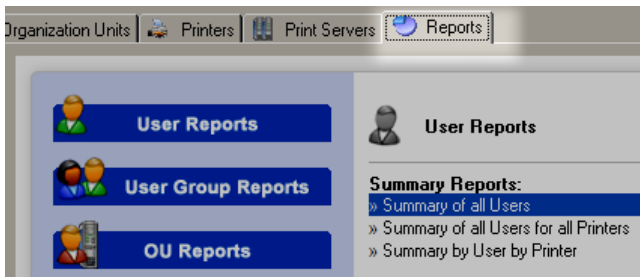 Organization Units Printers Print Servers Reports
User Reports
User Group Reports
OU Reports
User Reports
Summary Reports:
» Summary of all Users
» Summary of all Users for all Printers
» Summary by User by Printer